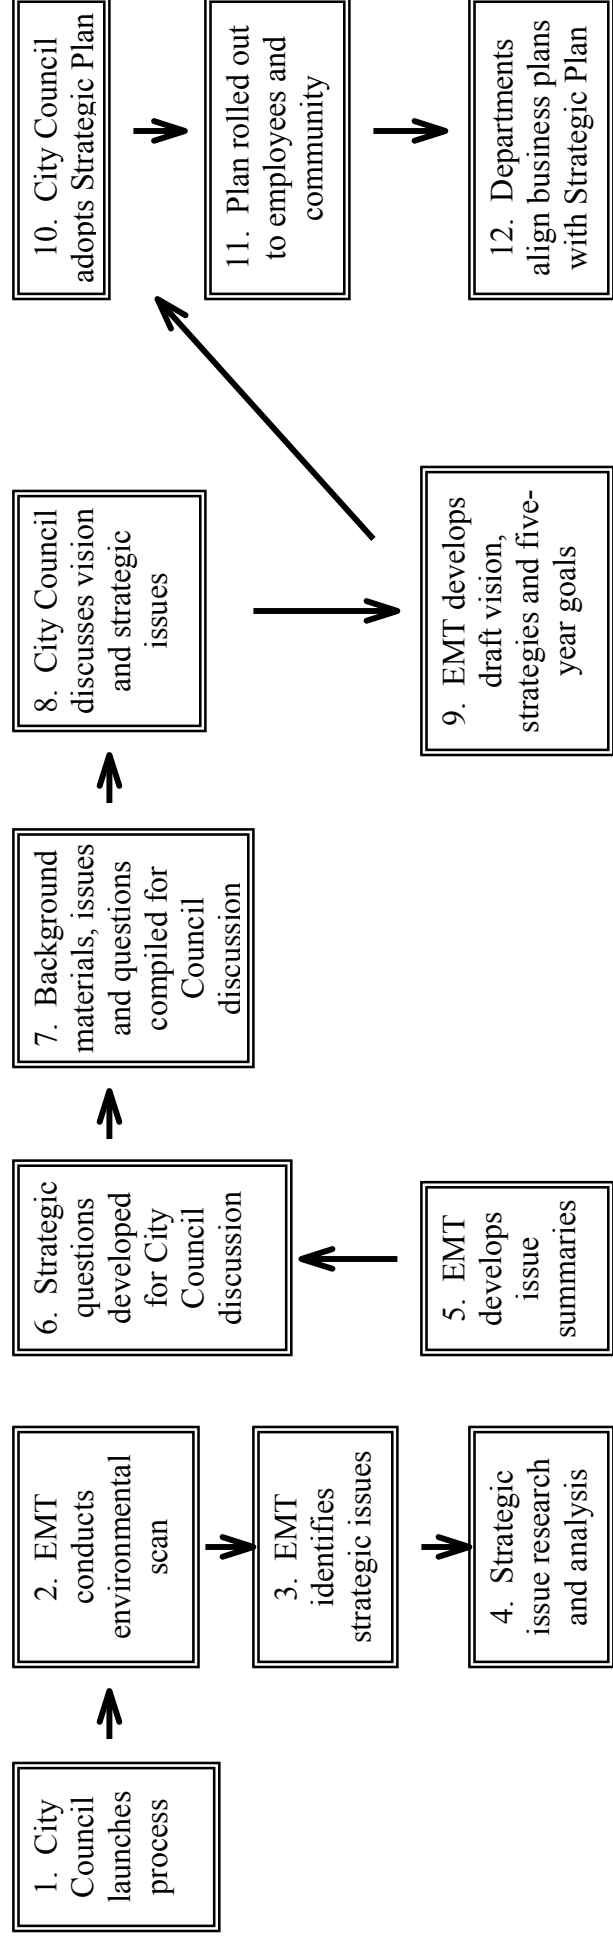 1. City
Council
launches
process
2. EMT
conducts
environmental
scan
3. EMT
identifies
strategic issues
4. Strategic
issue research
and analysis
5. EMT
develops
issue
summaries
6. Strategic
questions
developed
for City
Council
discussion
7. Background
materials, issues
and questions
compiled for
Council
discussion
8. City Council
discusses vision
and strategic
issues
9. EMT develops
draft vision,
strategies and five-
year goals
10. City Council
adopts Strategic Plan
11. Plan rolled out
to employees and
community
12. Departments
align business plans
with Strategic Plan